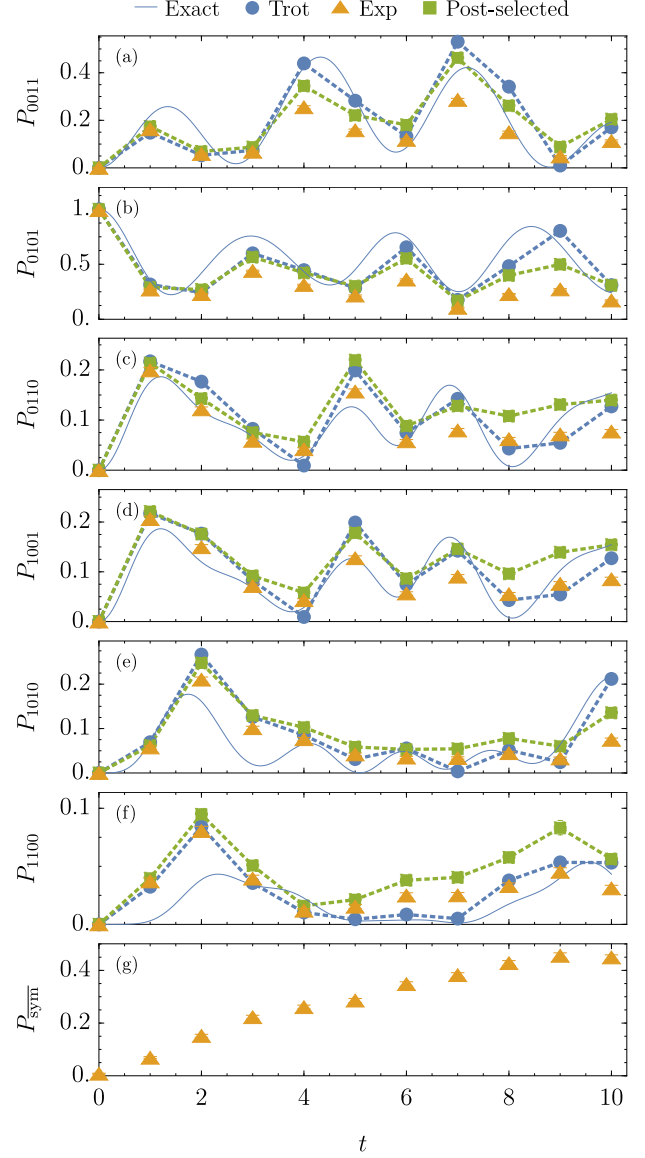 Exact Trot Exp Post-selected
(a)
P0011
0.4
0.2
0.
(b)
P0101
1.
0.5
0.
(c)
P0110
0.2
0.1
0.
(d)
P1001
0.2
0.1
0.
(e)
P1010
0.2
0.1
0.
(f)
P1100
0.1
0.
(g)
P\overline{sym}
0.4
0.2
0.
0 2 4 6 8 10
t